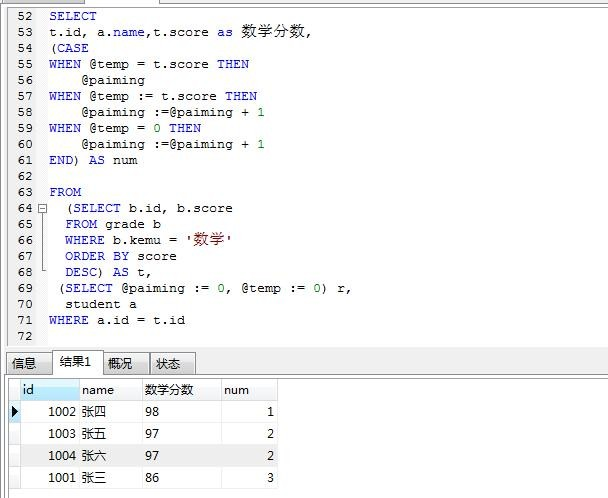 52 SELECT
53 t.id, a.name,t.score as 数学分数,
54 (CASE
55 WHEN @temp = t.score THEN
56     @paiming
57 WHEN @temp := t.score THEN
58     @paiming :=@paiming + 1
59 WHEN @temp = 0 THEN
60     @paiming :=@paiming + 1
61 END) AS num
62
63 FROM
64   (SELECT b.id, b.score
65   FROM grade b
66   WHERE b.kemu = '数学'
67   ORDER BY score
68   DESC) AS t,
69  (SELECT @paiming := 0, @temp := 0) r,
70   student a
71 WHERE a.id = t.id
72
信息 结果1 概况 状态
id name 数学分数 num
1002 张四 98 1
1003 张五 97 2
1004 张六 97 2
1001 张三 86 3